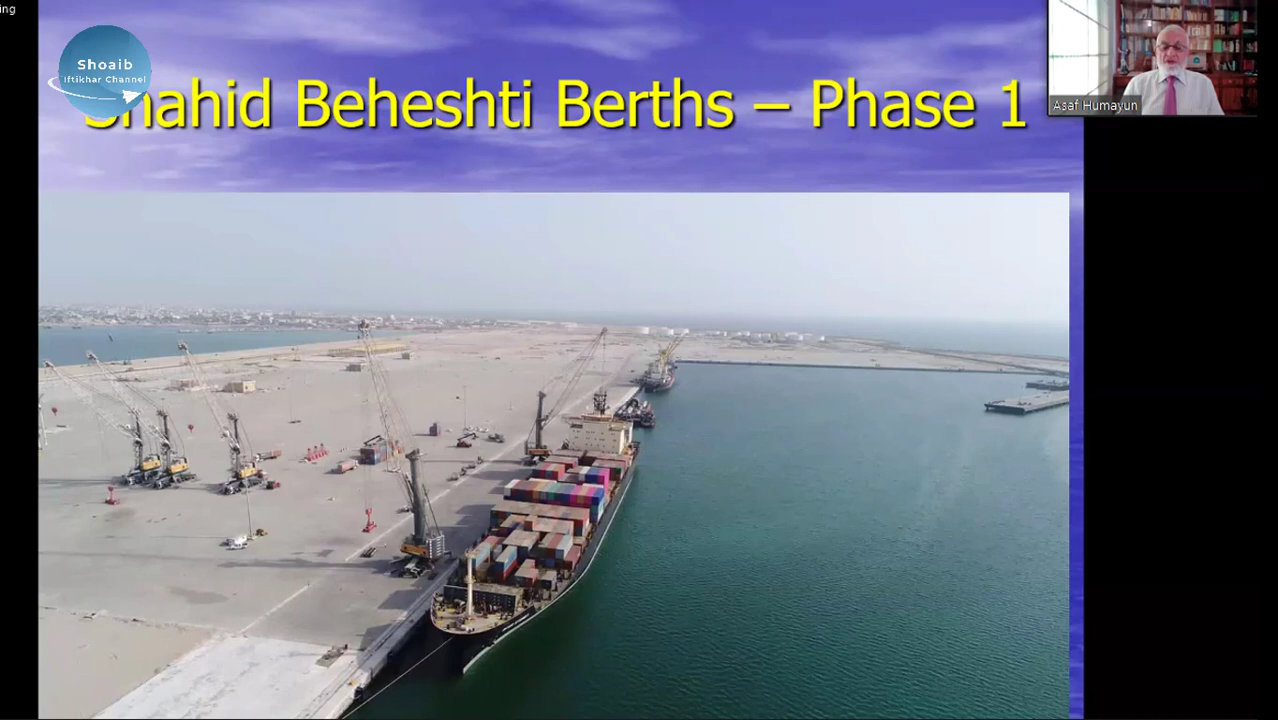 ing
Shoaib
Iftikhar Channel
Shahid Beheshti Berths – Phase 1
Asaf Humayun